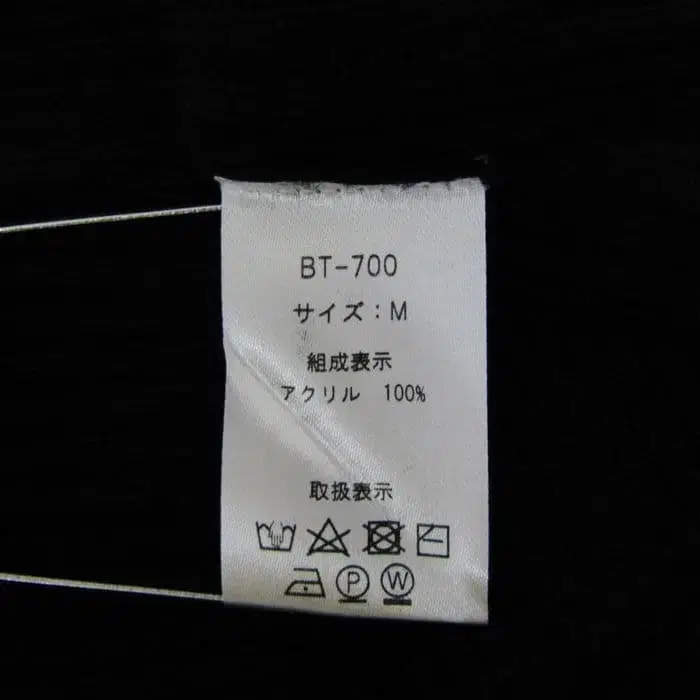 BT-700
サイズ：M
組成表示
アクリル 100%
取扱表示
P W